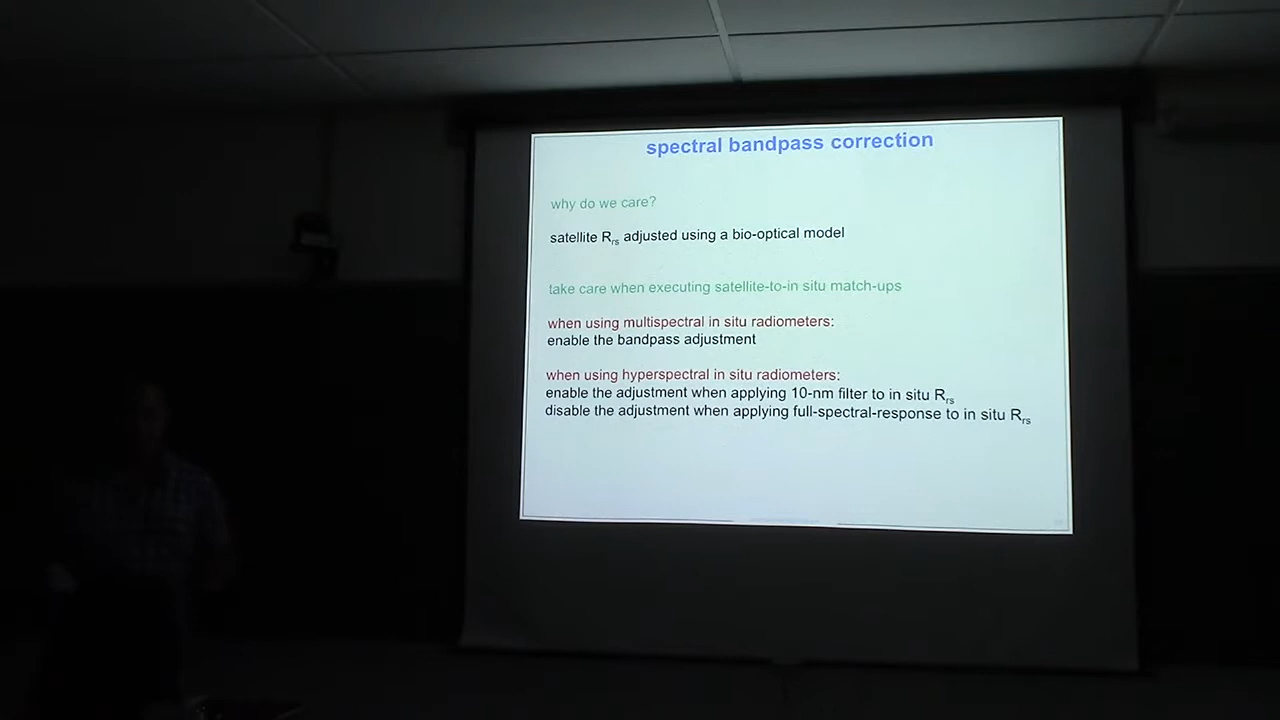 spectral bandpass correction
why do we care?
satellite Rrs adjusted using a bio-optical model
take care when executing satellite-to-in situ match-ups
when using multispectral in situ radiometers:
enable the bandpass adjustment
when using hyperspectral in situ radiometers:
enable the adjustment when applying 10-nm filter to in situ Rrs
disable the adjustment when applying full-spectral-response to in situ Rrs